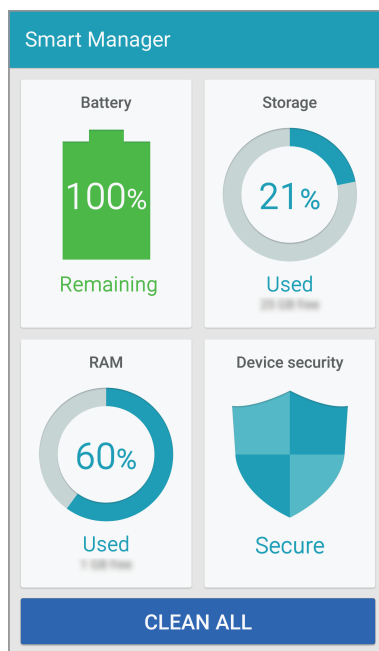 Smart Manager
Battery
100%
Remaining
Storage
21%
Used
RAM
60%
Used
Device security
Secure
CLEAN ALL